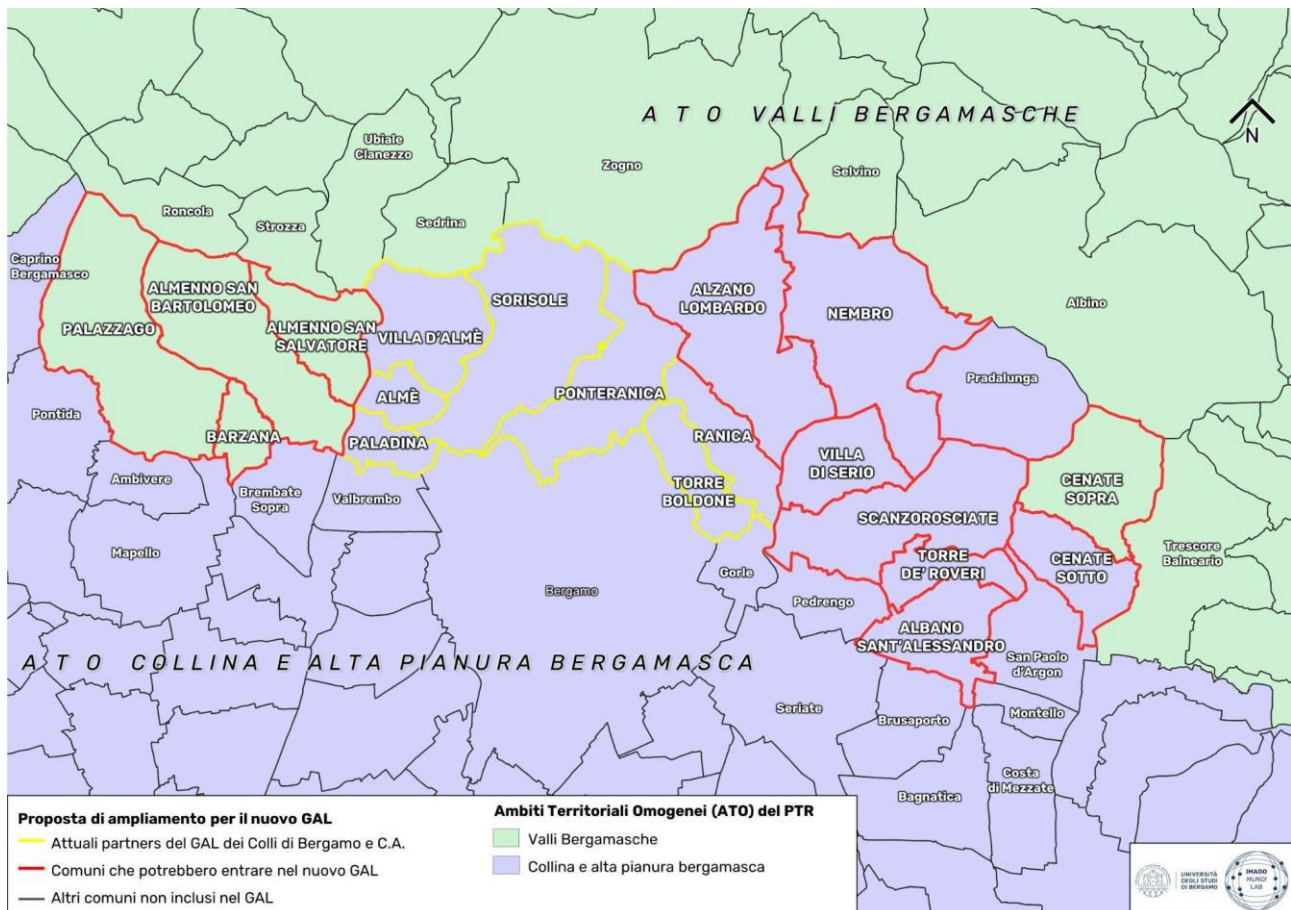 A T O VALLI BERGAMASCHE
N
Ubiale
Clanezzo
Zogno
Selvino
Roncola
Strozza
Sedrina
Caprino
Bergamasco
ALMENNO SAN
BARTOLOMEO
PALAZZAGO
ALMENNO SAN
SALVATORE
VILLA D'ALMÈ
SORISOLE
ALZANO
LOMBARDO
NEMBRO
Albino
Pradalunga
Pontida
ALMÈ
PONTERANICA
BARZANA
PALADINA
RANICA
VILLA
DI SERIO
CENATE
SOPRA
Ambivere
Brembate
Sopra
Valbrembo
TORRE
BOLDONE
SCANZOROSCIATE
Mapello
TORRE
DE' ROVERI
CENATE
SOTTO
Trescore
Balneario
Gorle
Bergamo
Pedrengo
ALBANO
SANT'ALESSANDRO
San Paolo
d'Argon
A T O COLLINA E ALTA PIANURA BERGAMASCA
Seriate
Brusaporto
Montello
Costa
di Mezzate
Bagnatica
Proposta di ampliamento per il nuovo GAL
Attuali partners del GAL dei Colli di Bergamo e C.A.
Comuni che potrebbero entrare nel nuovo GAL
Altri comuni non inclusi nel GAL
Ambiti Territoriali Omogenei (ATO) del PTR
Valli Bergamasche
Collina e alta pianura bergamasca
UNIVERSITÀ
DEGLI STUDI
DI BERGAMO
IMAGO
MUNDI
LAB